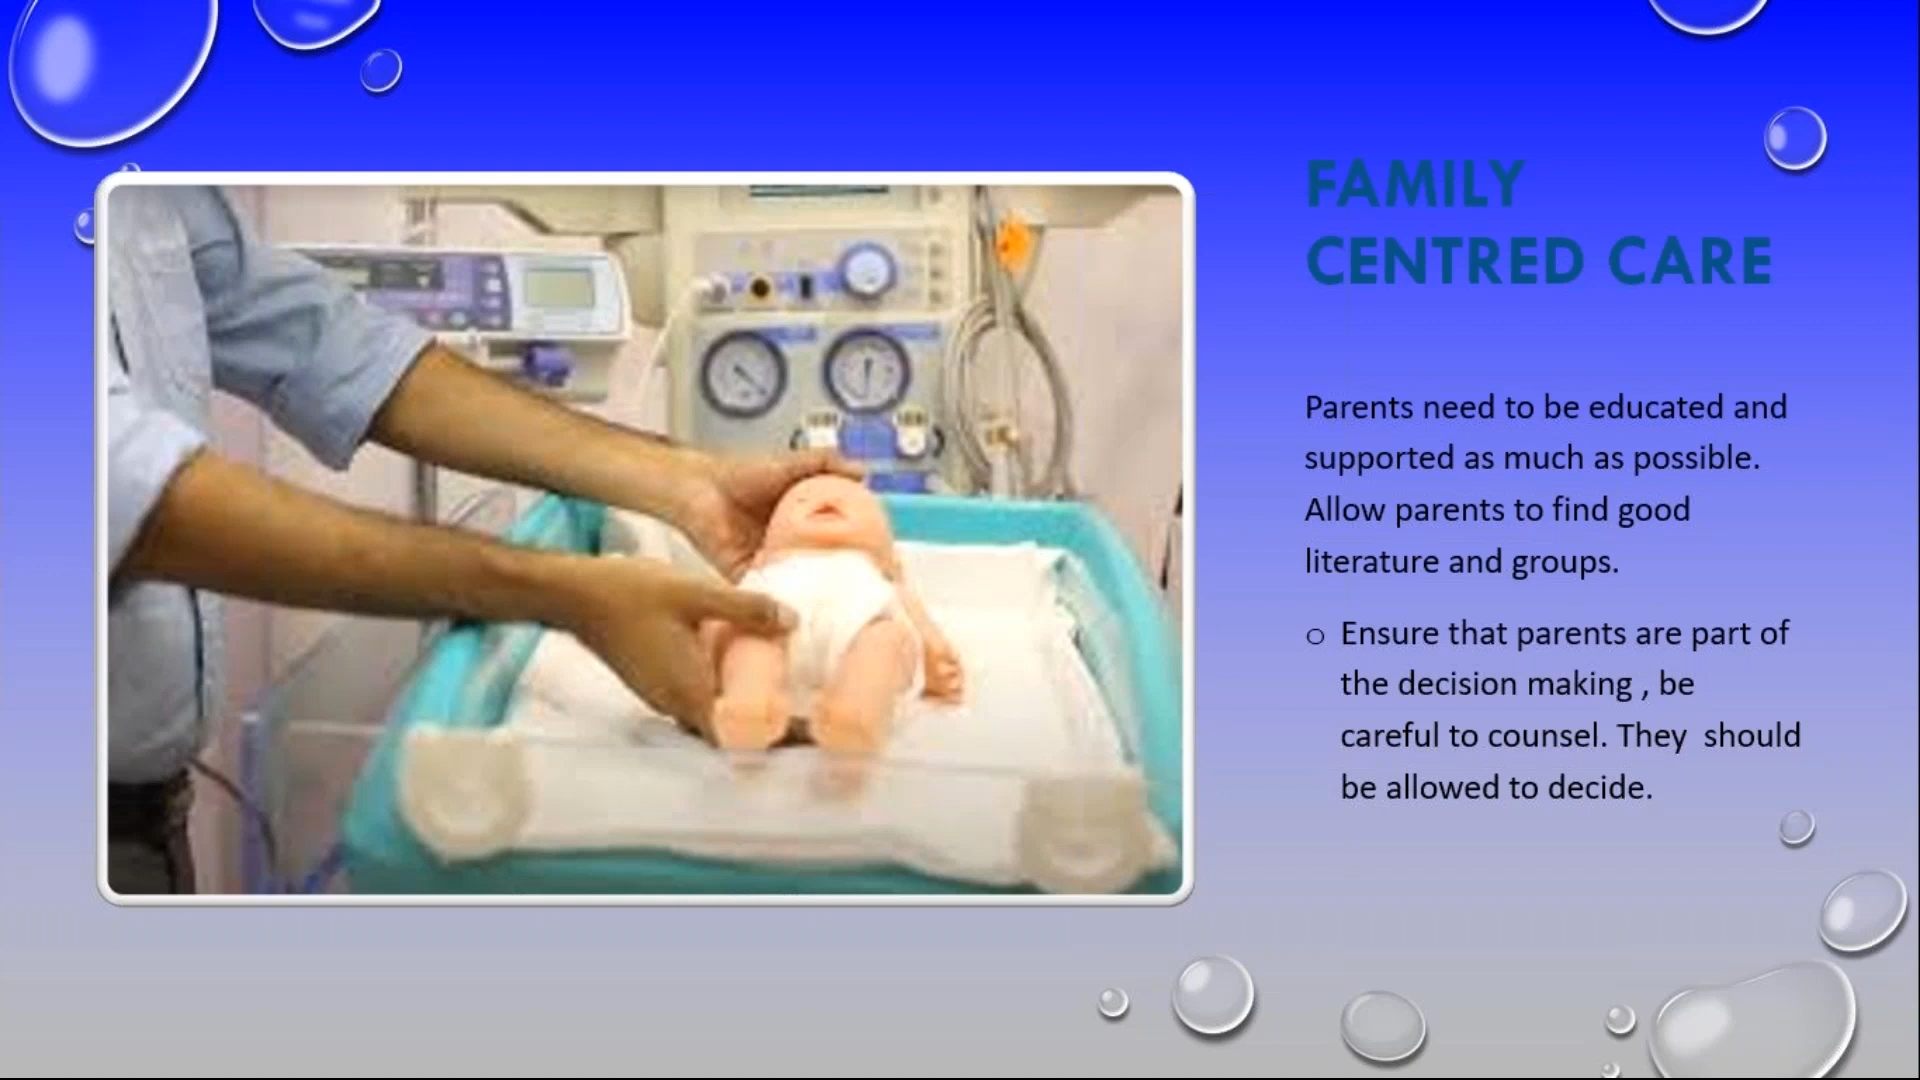 FAMILY
CENTRED CARE
Parents need to be educated and
supported as much as possible.
Allow parents to find good
literature and groups.
o Ensure that parents are part of
the decision making , be
careful to counsel. They  should
be allowed to decide.